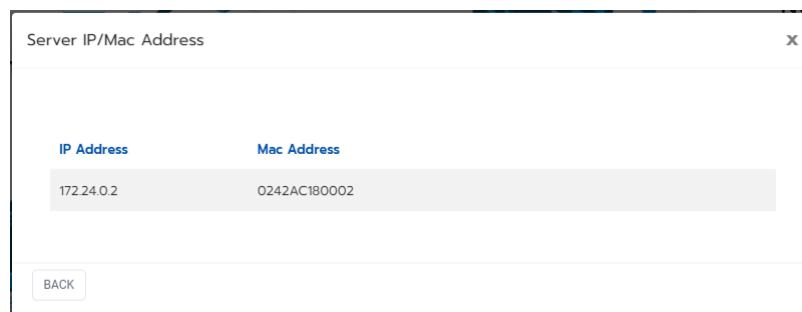 Server IP/Mac Address x
IP Address Mac Address
172.24.0.2 0242AC180002
BACK